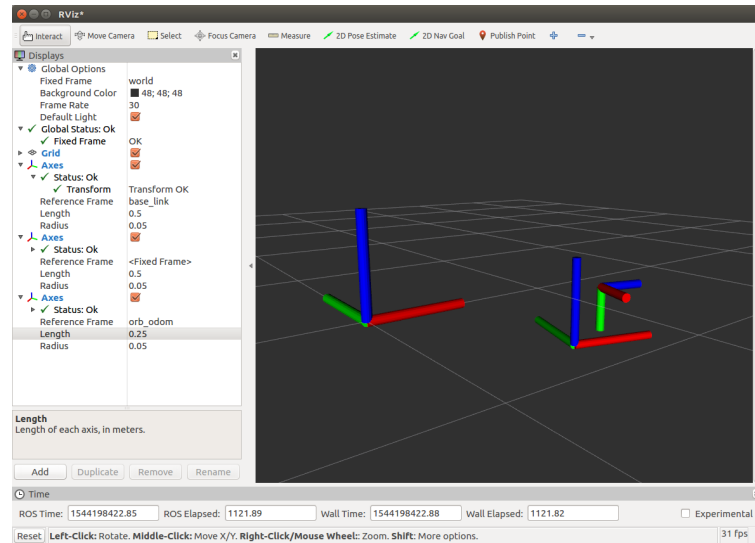 RViz*
Interact Move Camera Select Focus Camera Measure 2D Pose Estimate 2D Nav Goal Publish Point
Displays
Global Options
Fixed Frame world
Background Color 48; 48; 48
Frame Rate 30
Default Light
Global Status: Ok
Fixed Frame OK
Grid
Axes
Status: Ok
Transform Transform OK
Reference Frame base_link
Length 0.5
Radius 0.05
Axes
Status: Ok
Reference Frame <Fixed Frame>
Length 0.5
Radius 0.05
Axes
Status: Ok
Reference Frame orb_odom
Length 0.25
Radius 0.05
Length
Length of each axis, in meters.
Add Duplicate Remove Rename
Time
ROS Time: 1544198422.85 ROS Elapsed: 1121.89 Wall Time: 1544198422.88 Wall Elapsed: 1121.82 Experimental
Reset Left-Click: Rotate. Middle-Click: Move X/Y. Right-Click/Mouse Wheel:: Zoom. Shift: More options. 31 fps